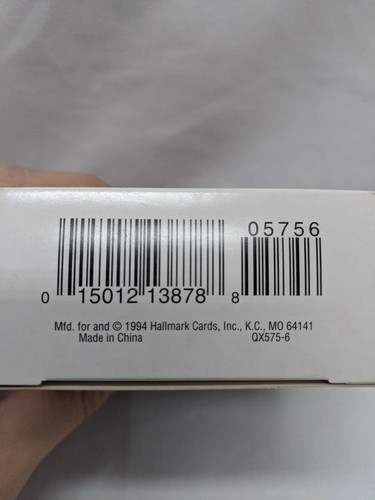 05756
0 15012 13878 8
Mfd. for and © 1994 Hallmark Cards, Inc., K.C., MO 64141
Made in China QX575-6